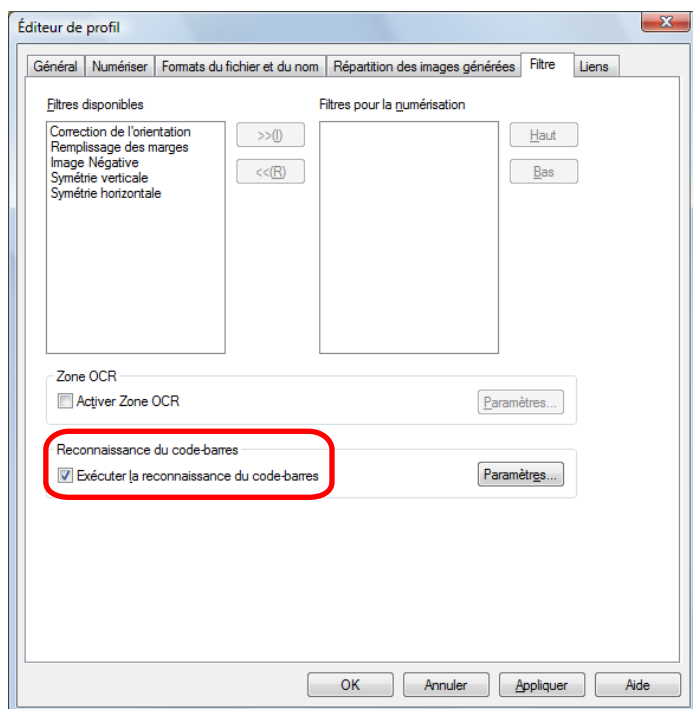 Éditeur de profil
Général Numériser Formats du fichier et du nom Répartition des images générées Filtre Liens
Filtres disponibles Filtres pour la numérisation
Correction de l'orientation
Remplissage des marges
Image Négative
Symétrie verticale
Symétrie horizontale
>>(I)
<<(R)
Haut
Bas
Zone OCR
Activer Zone OCR Paramètres...
Reconnaissance du code-barres
Exécuter la reconnaissance du code-barres Paramètres...
OK Annuler Appliquer Aide